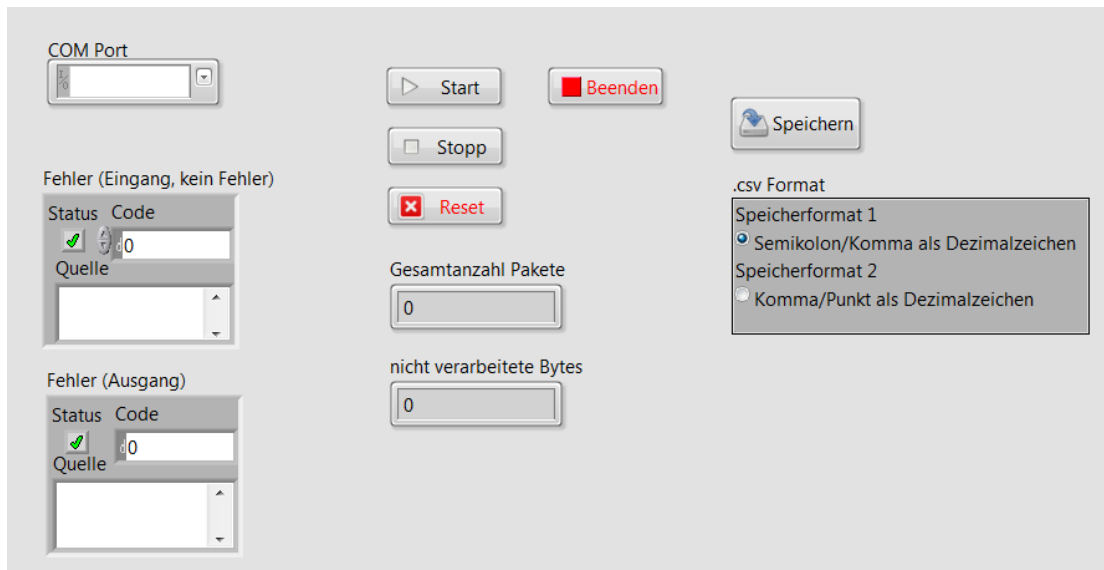 COM Port
Start
Beenden
Stopp
Speichern
Reset
Fehler (Eingang, kein Fehler)
Status Code
0
Quelle
Fehler (Ausgang)
Status Code
0
Quelle
Gesamtanzahl Pakete
0
nicht verarbeitete Bytes
0
.csv Format
Speicherformat 1
Semikolon/Komma als Dezimalzeichen
Speicherformat 2
Komma/Punkt als Dezimalzeichen